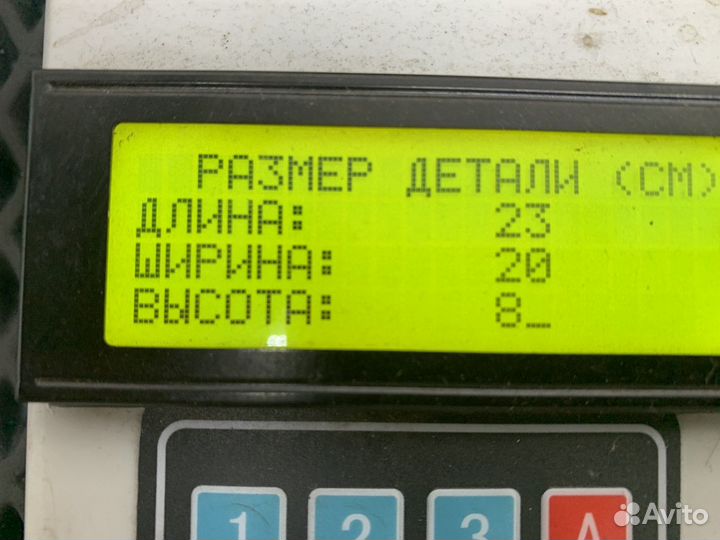 РАЗМЕР ДЕТАЛИ (СМ)
ДЛИНА: 23
ШИРИНА: 20
ВЫСОТА: 8_
1 2 3 A
Avito